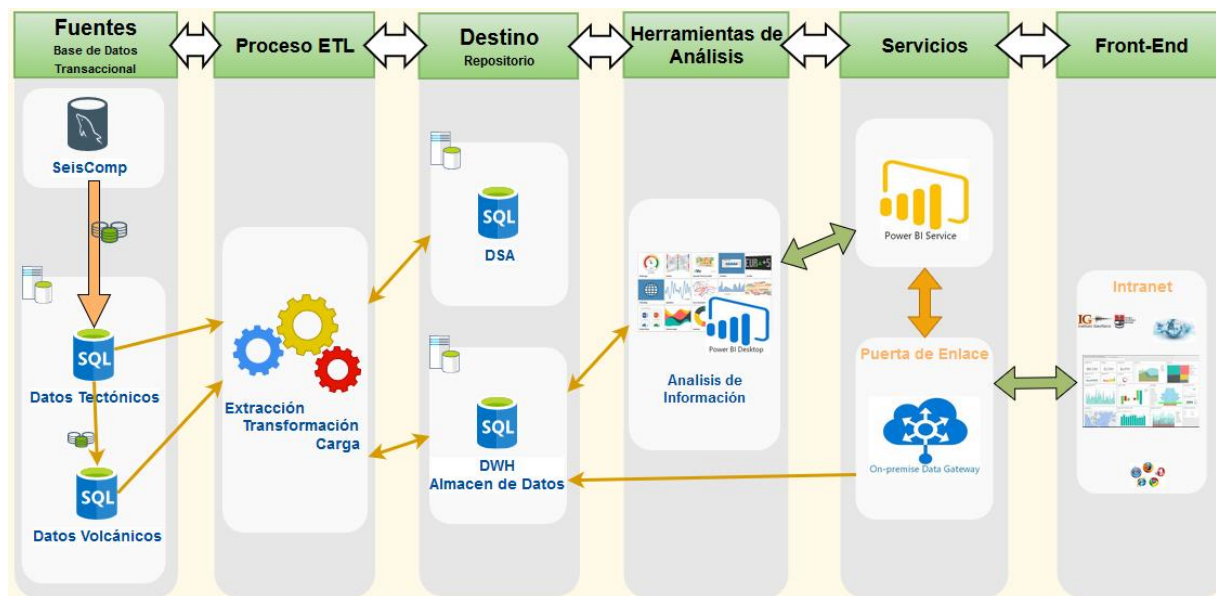 Fuentes
Base de Datos
Transaccional
Proceso ETL
Destino
Repositorio
Herramientas de
Análisis
Servicios
Front-End
SeisComp
SQL
Datos Tectónicos
SQL
Datos Volcánicos
Extracción
Transformación
Carga
SQL
DSA
SQL
DWH
Almacen de Datos
Power BI Desktop
Analisis de
Información
Power BI Service
Puerta de Enlace
On-premise Data Gateway
Intranet
IG